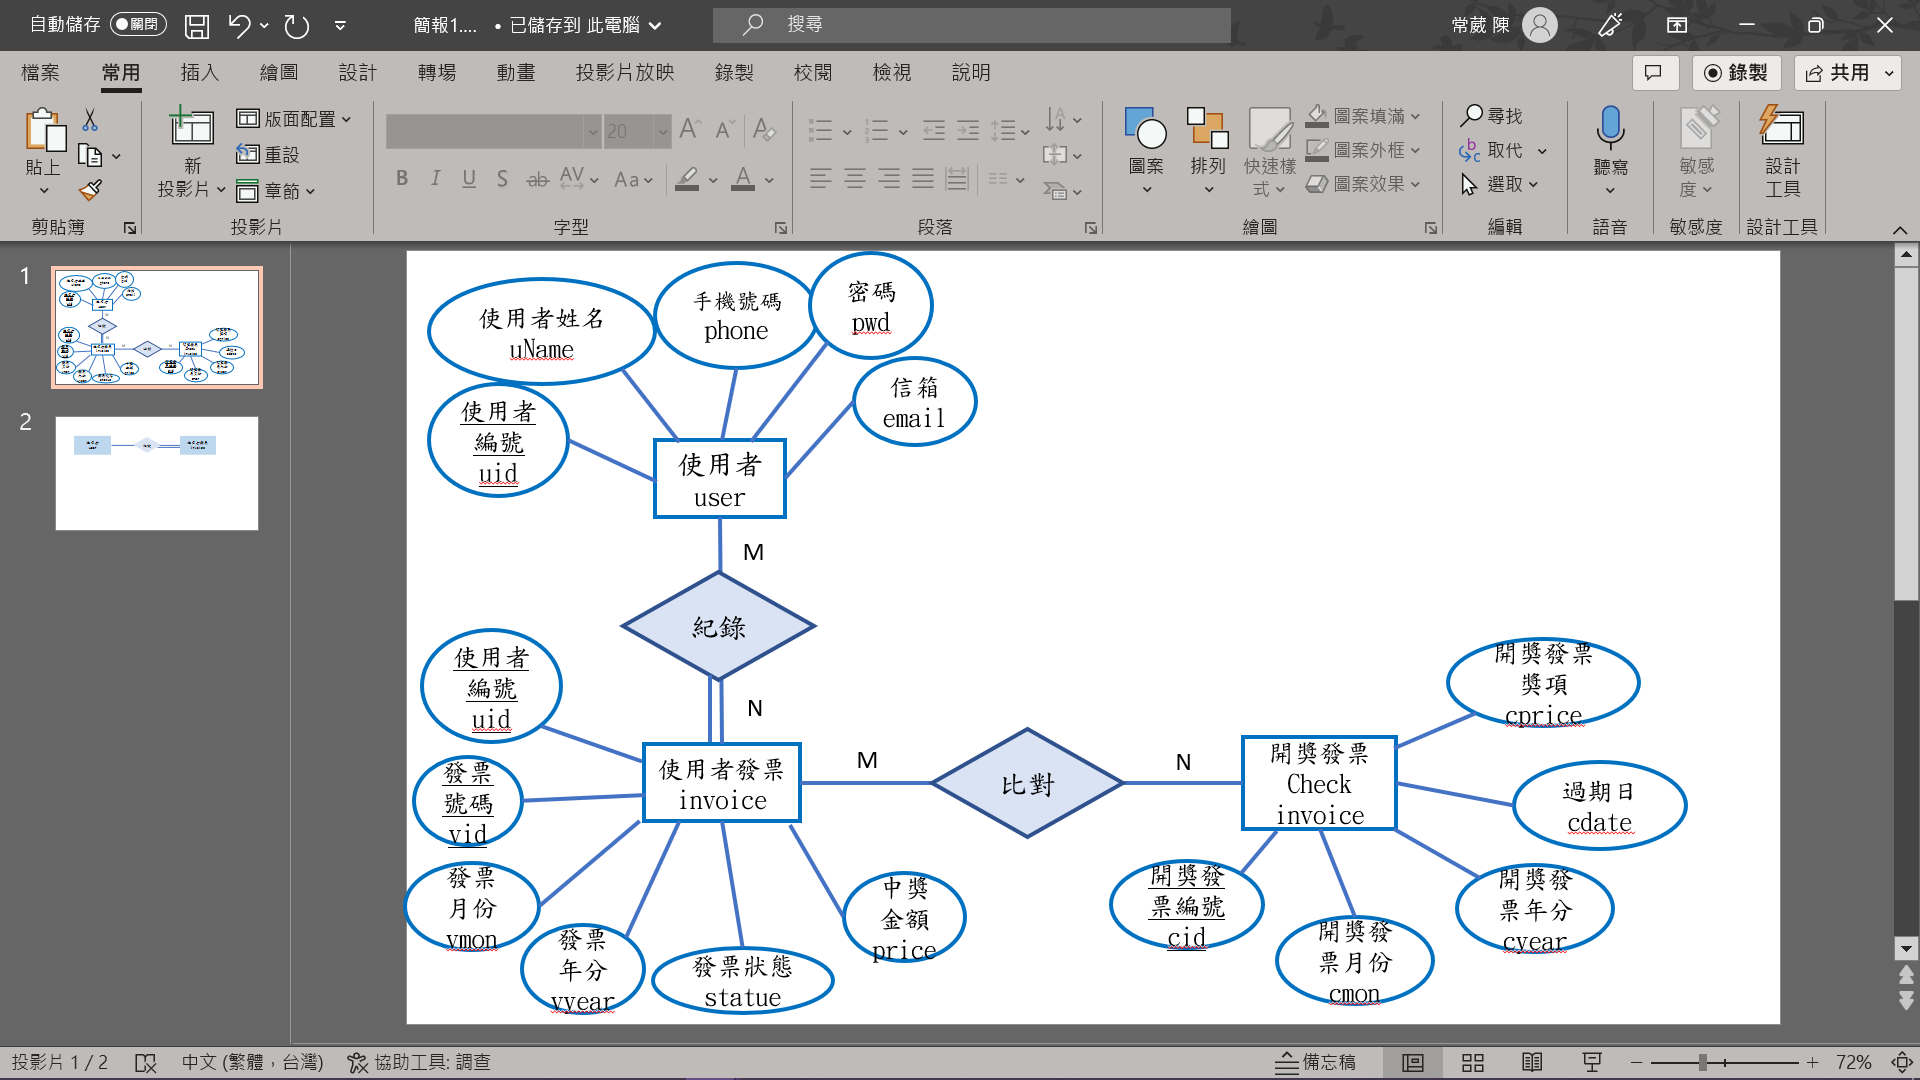 自動儲存 關閉 簡報1.... • 已儲存到 此電腦 搜尋 常葳 陳
檔案 常用 插入 繪圖 設計 轉場 動畫 投影片放映 錄製 校閱 檢視 說明 錄製 共用
貼上
新
投影片
版面配置
重設
章節
20
B I U S ab AV Aa A
圖案
排列
快速樣
式
圖案填滿
圖案外框
圖案效果
尋找
取代
選取
聽寫
敏感
度
設計
工具
剪貼簿 投影片 字型 段落 繪圖 編輯 語音 敏感度 設計工具
1
2
使用者姓名
uName
手機號碼
phone
密碼
pwd
信箱
email
使用者
編號
uid
使用者
user
M
紀錄
N
使用者
編號
uid
發票
號碼
vid
發票
月份
vmon
發票
年分
vyear
發票狀態
statue
中獎
金額
price
使用者發票
invoice
M
比對
N
開獎發票
Check
invoice
開獎發票
獎項
cprice
過期日
cdate
開獎發
票年分
cyear
開獎發
票月份
cmon
開獎發
票編號
cid
投影片 1 / 2 中文 (繁體，台灣) 協助工具: 調查 備忘稿 72%